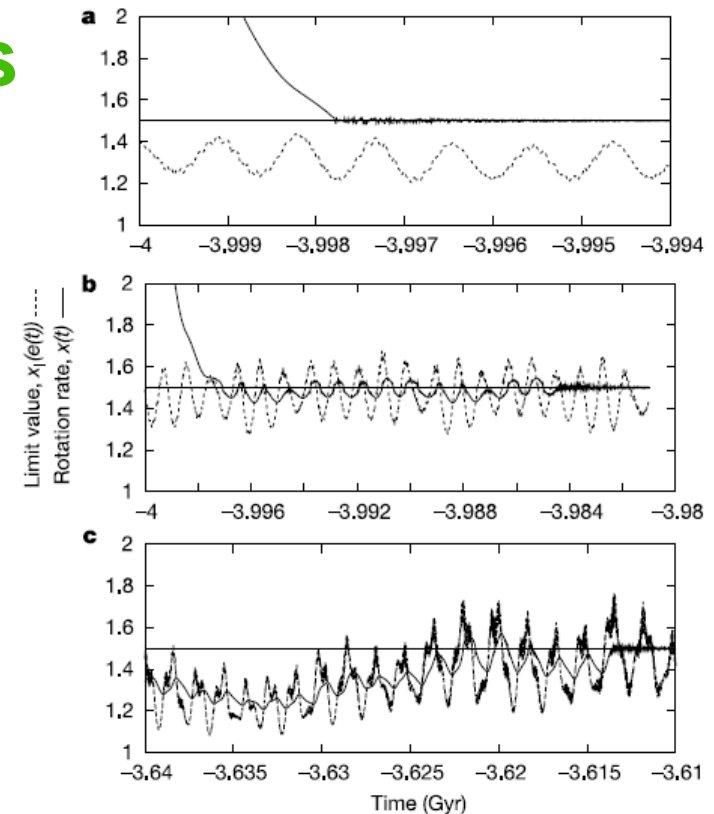 s
a
2
1.8
1.6
1.4
1.2
1
–4 –3.999 –3.998 –3.997 –3.996 –3.995 –3.994
Limit value, x₁(e(t)) ----
Rotation rate, x(t) —
b
2
1.8
1.6
1.4
1.2
1
–4 –3.996 –3.992 –3.988 –3.984 –3.98
c
2
1.8
1.6
1.4
1.2
1
–3.64 –3.635 –3.63 –3.625 –3.62 –3.615 –3.61
Time (Gyr)